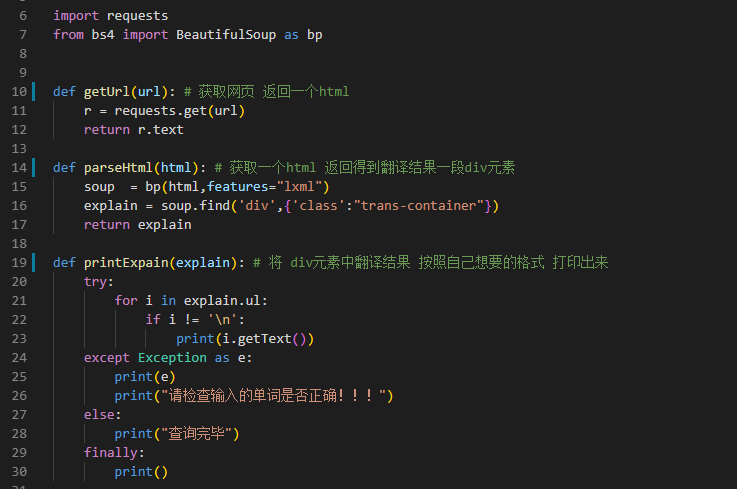 6 import requests
7 from bs4 import BeautifulSoup as bp
8
9
10 def getUrl(url): # 获取网页 返回一个html
11     r = requests.get(url)
12     return r.text
13
14 def parseHtml(html): # 获取一个html 返回得到翻译结果一段div元素
15     soup  = bp(html,features="lxml")
16     explain = soup.find('div',{'class':"trans-container"})
17     return explain
18
19 def printExpain(explain): # 将 div元素中翻译结果 按照自己想要的格式 打印出来
20     try:
21         for i in explain.ul:
22             if i != '\n':
23                 print(i.getText())
24     except Exception as e:
25         print(e)
26         print("请检查输入的单词是否正确！！！")
27     else:
28         print("查询完毕")
29     finally:
30         print()